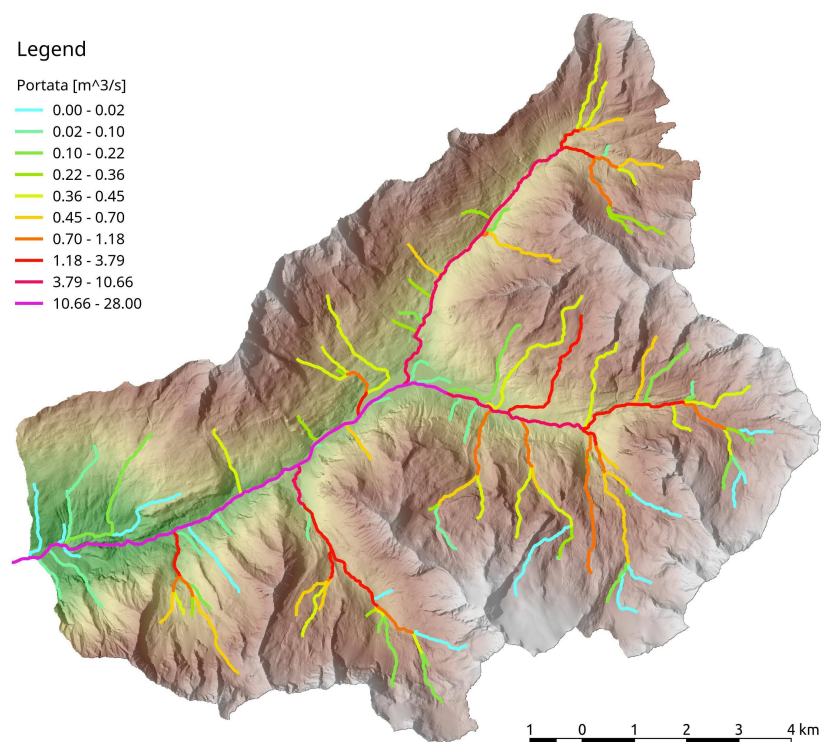 Legend
Portata [m^3/s]
0.00 - 0.02
0.02 - 0.10
0.10 - 0.22
0.22 - 0.36
0.36 - 0.45
0.45 - 0.70
0.70 - 1.18
1.18 - 3.79
3.79 - 10.66
10.66 - 28.00
1 0 1 2 3 4 km